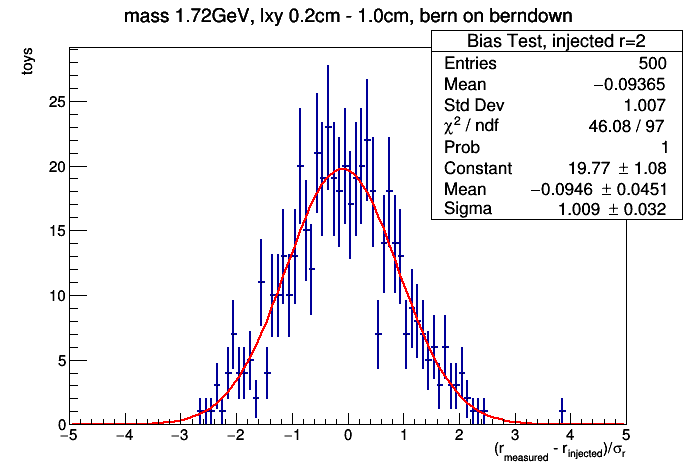 mass 1.72GeV, lxy 0.2cm - 1.0cm, bern on berndown
Bias Test, injected r=2
Entries 500
Mean −0.09365
Std Dev 1.007
χ² / ndf 46.08 / 97
Prob 1
Constant 19.77 ± 1.08
Mean −0.0946 ± 0.0451
Sigma 1.009 ± 0.032
toys
25
20
15
10
5
0
−5 −4 −3 −2 −1 0 1 2 3 4 5
(r_measured - r_injected)/σ_r